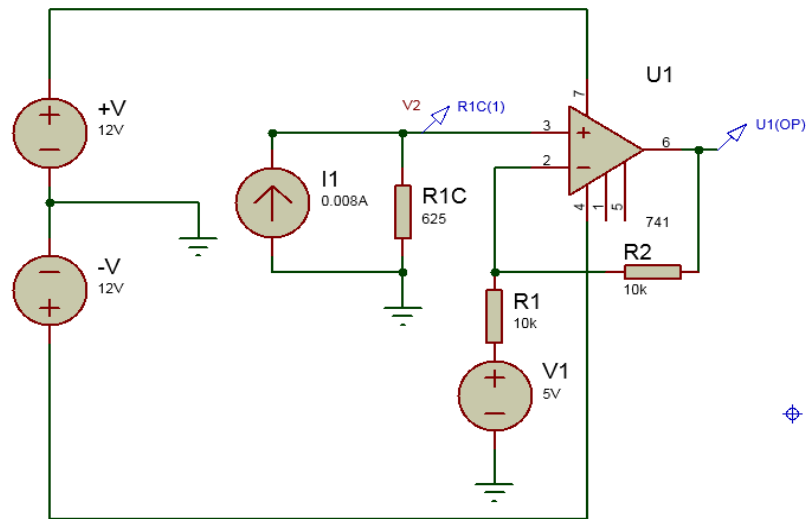 +V
12V
-V
12V
I1
0.008A
V2
R1C(1)
R1C
625
U1
7
3
2
6
4
1
5
741
U1(OP)
R2
10k
R1
10k
V1
5V